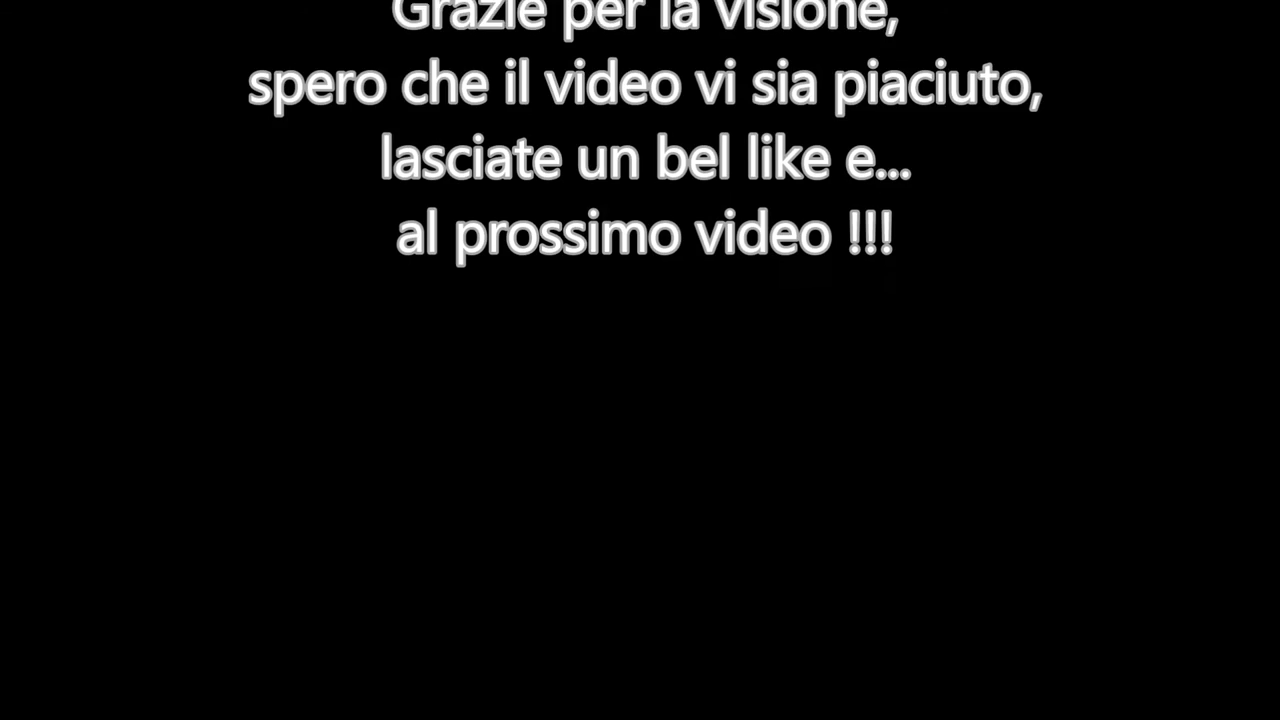 Grazie per la visione,
spero che il video vi sia piaciuto,
lasciate un bel like e...
al prossimo video !!!